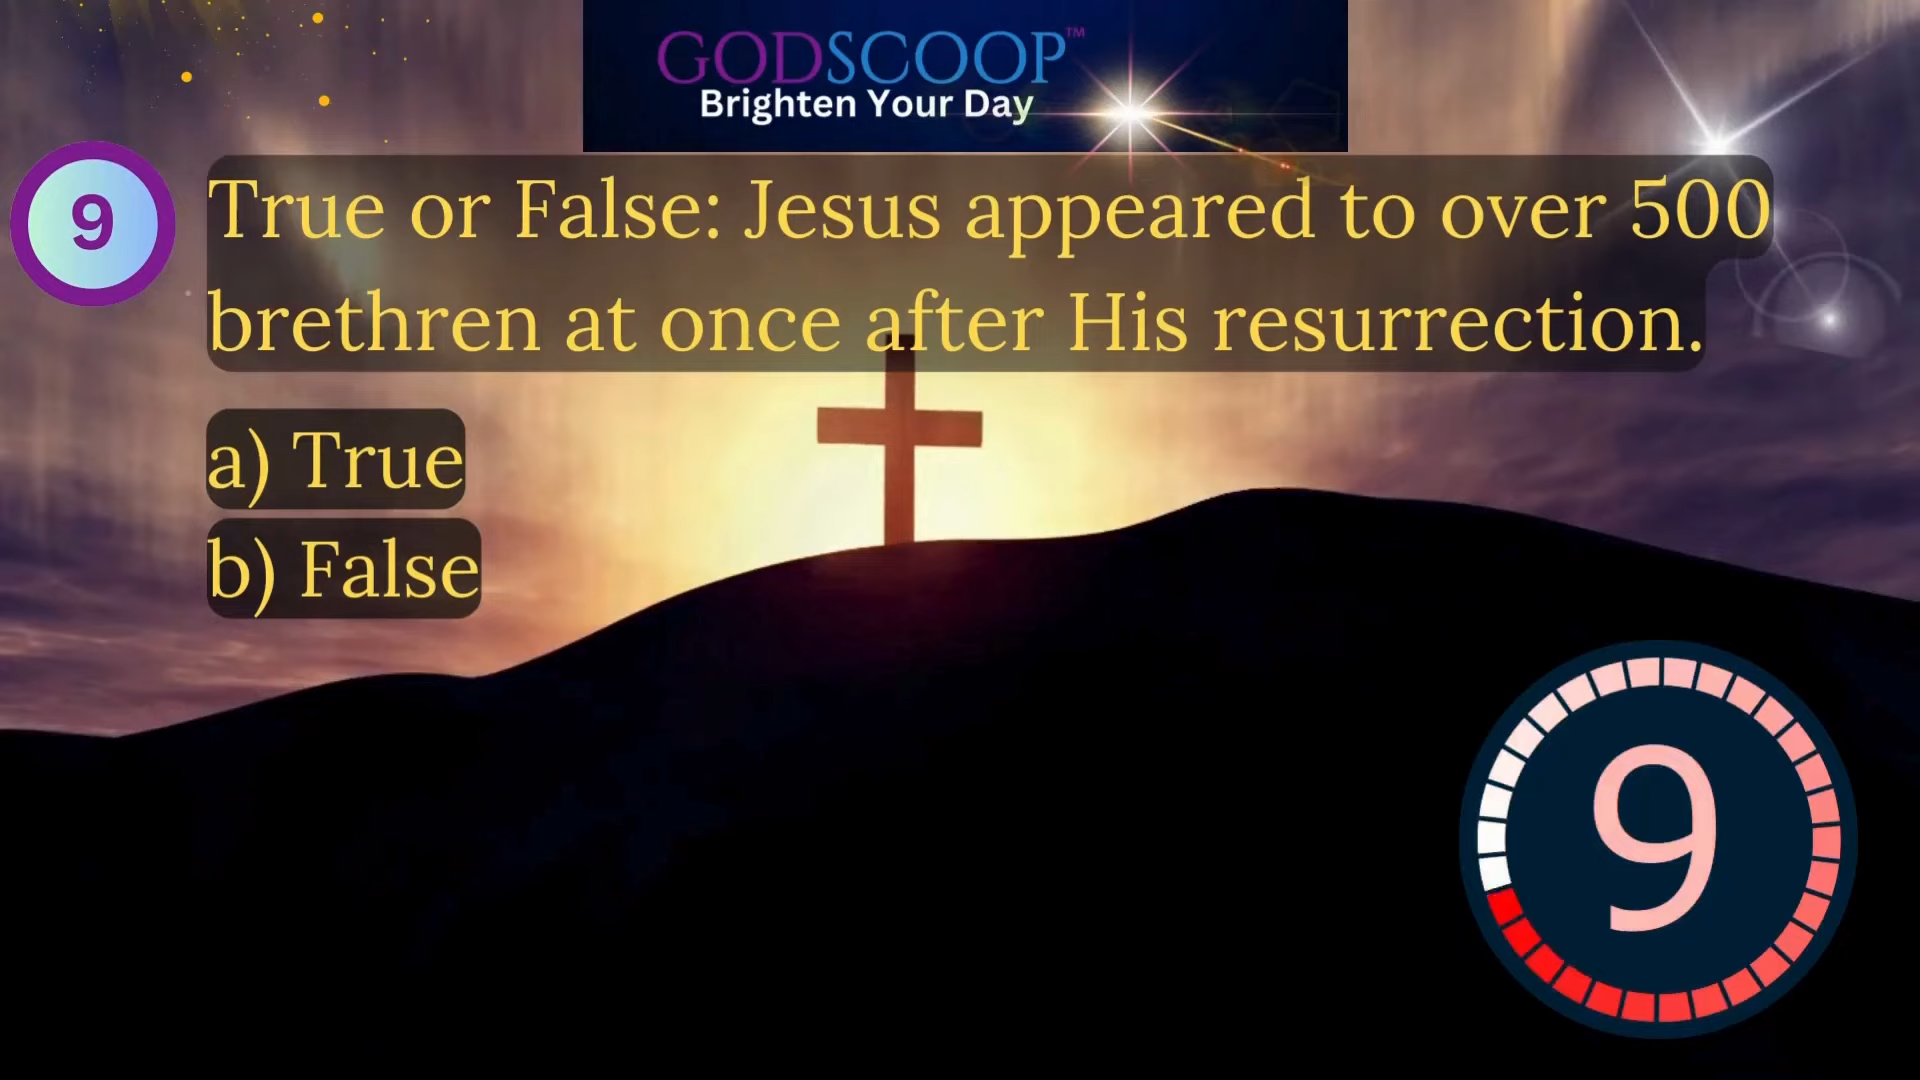 GODSCOOP™
Brighten Your Day
9
True or False: Jesus appeared to over 500
brethren at once after His resurrection.
a) True
b) False
9